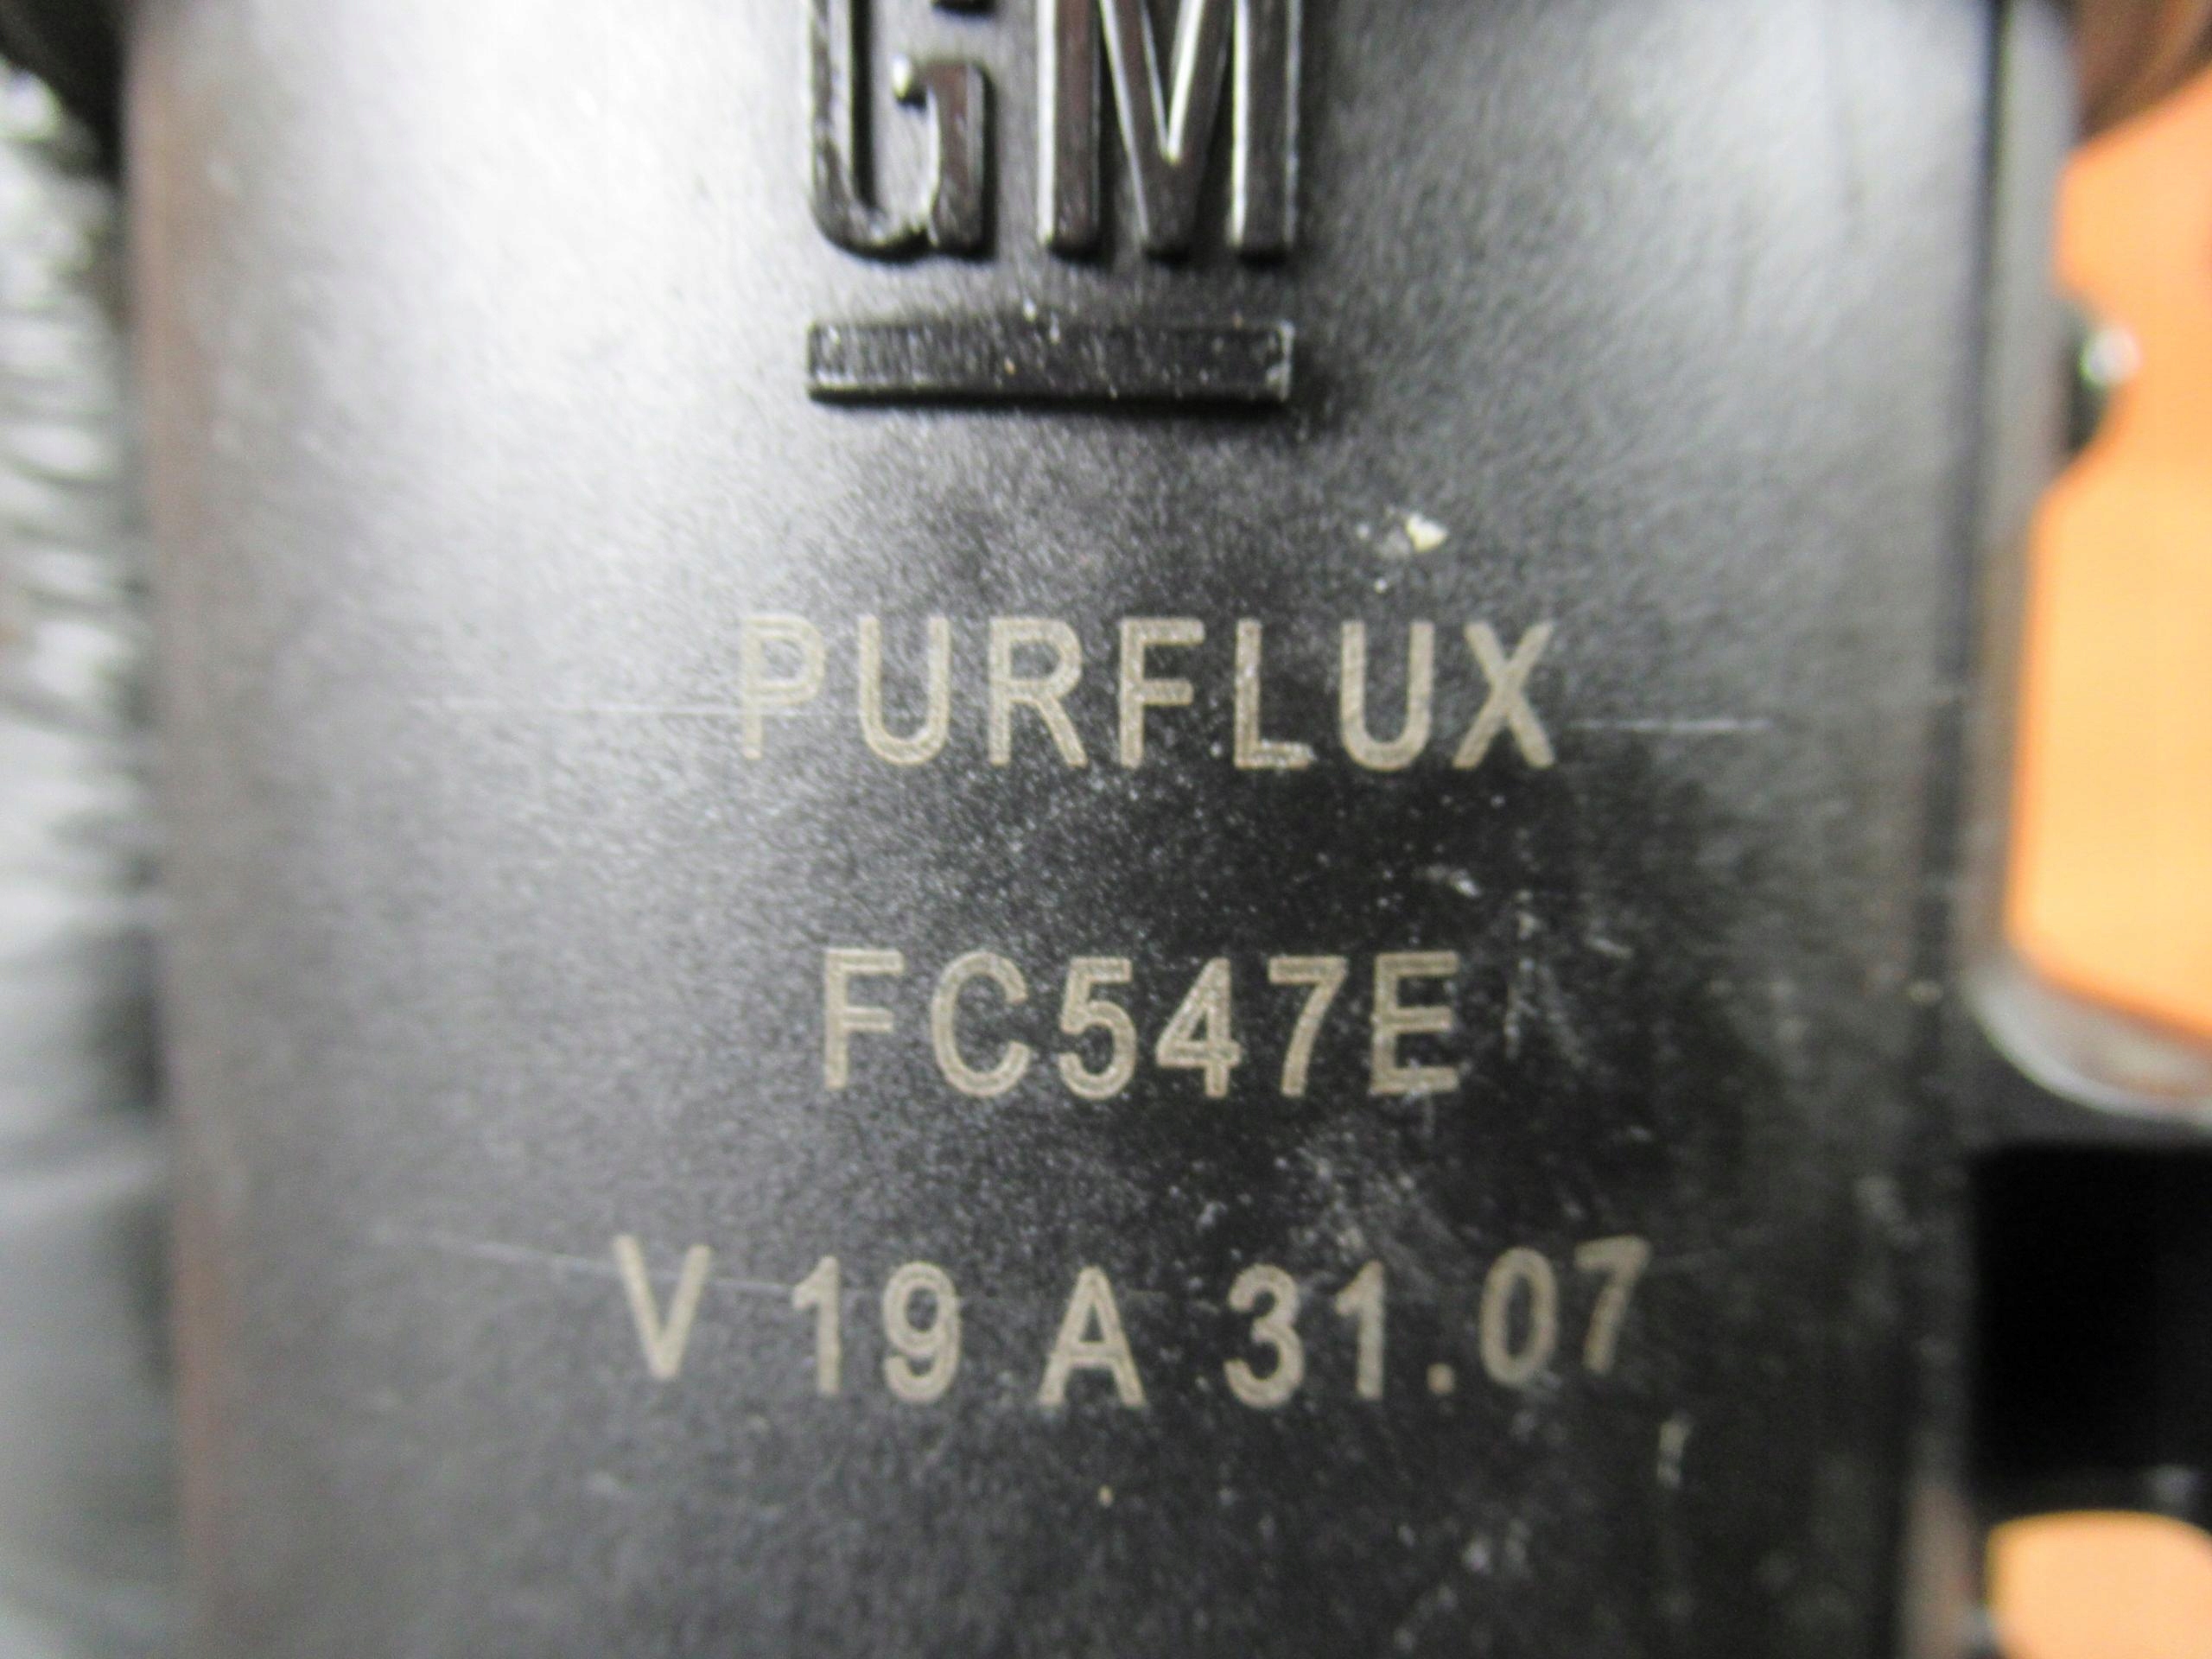 GM
PURFLUX
FC547E
V 19 A 31.07